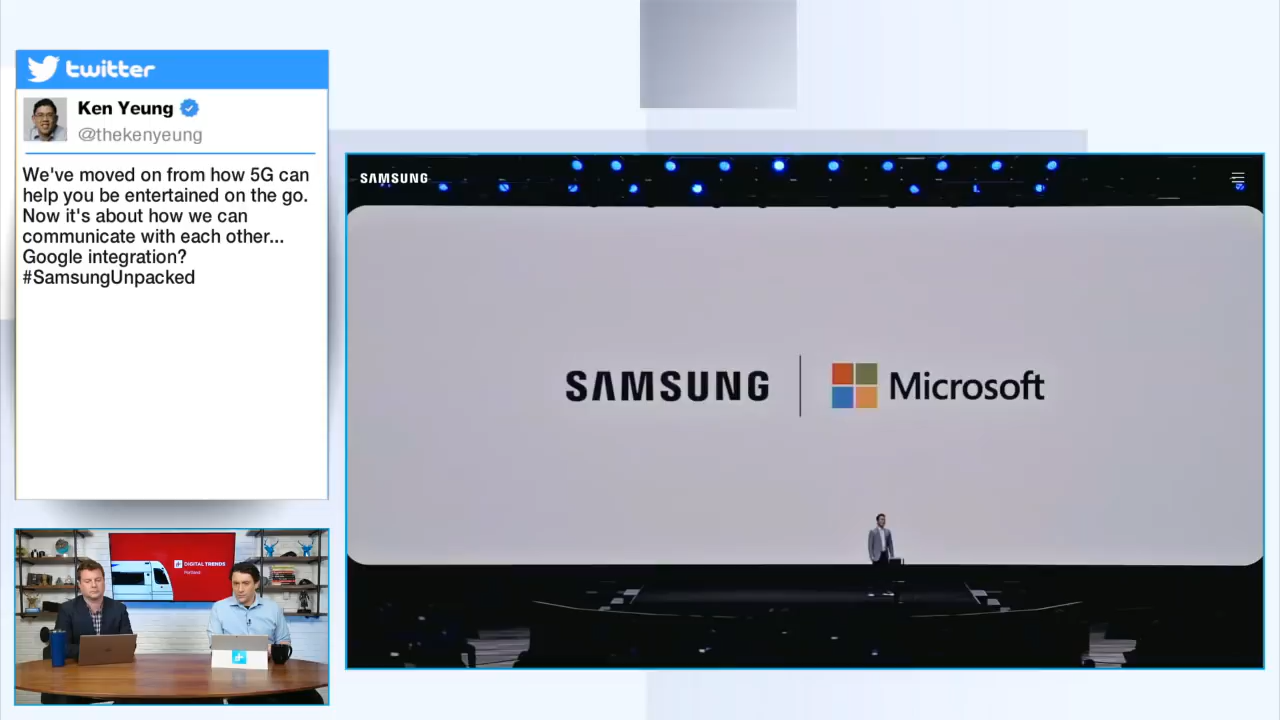 twitter
Ken Yeung
@thekenyeung
We've moved on from how 5G can
help you be entertained on the go.
Now it's about how we can
communicate with each other...
Google integration?
#SamsungUnpacked
SAMSUNG
SAMSUNG | Microsoft
DIGITAL TRENDS
Portland